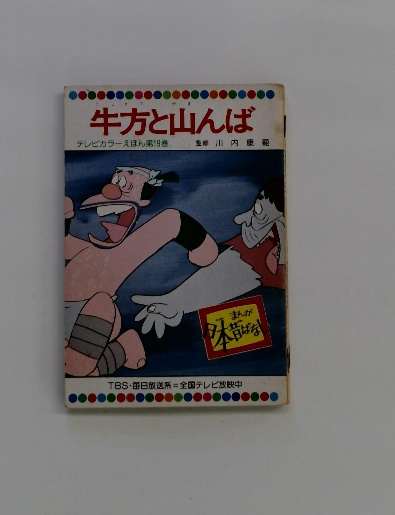 牛方と山んば
テレビカラーえほん第19巻
監修 川内康範
まんが
日本昔ばなし
TBS・毎日放送系=全国テレビ放映中